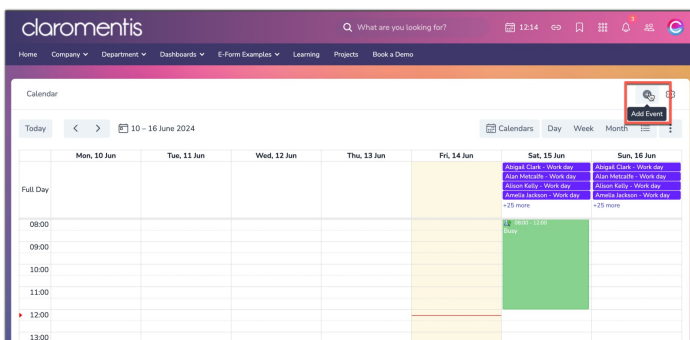 claromentis
What are you looking for?
12:14
3
Home Company Department Dashboards E-Form Examples Learning Projects Book a Demo
Calendar
Add Event
Today 10 – 16 June 2024 Calendars Day Week Month
Mon, 10 Jun Tue, 11 Jun Wed, 12 Jun Thu, 13 Jun Fri, 14 Jun Sat, 15 Jun Sun, 16 Jun
Full Day
Abigail Clark - Work day Abigail Clark - Work day
Alan Metcalfe - Work day Alan Metcalfe - Work day
Alison Kelly - Work day Alison Kelly - Work day
Amelia Jackson - Work day Amelia Jackson - Work day
+25 more +25 more
08:00 08:00 - 13:00
Busy
09:00
10:00
11:00
12:00
13:00